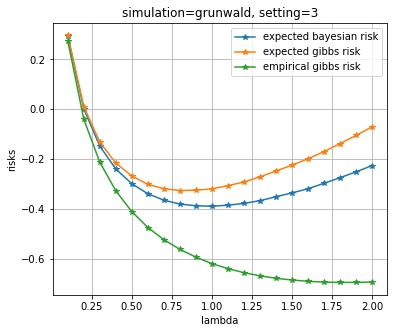 simulation=grunwald, setting=3
expected bayesian risk
expected gibbs risk
empirical gibbs risk
risks
0.2
0.0
−0.2
−0.4
−0.6
0.25 0.50 0.75 1.00 1.25 1.50 1.75 2.00
lambda